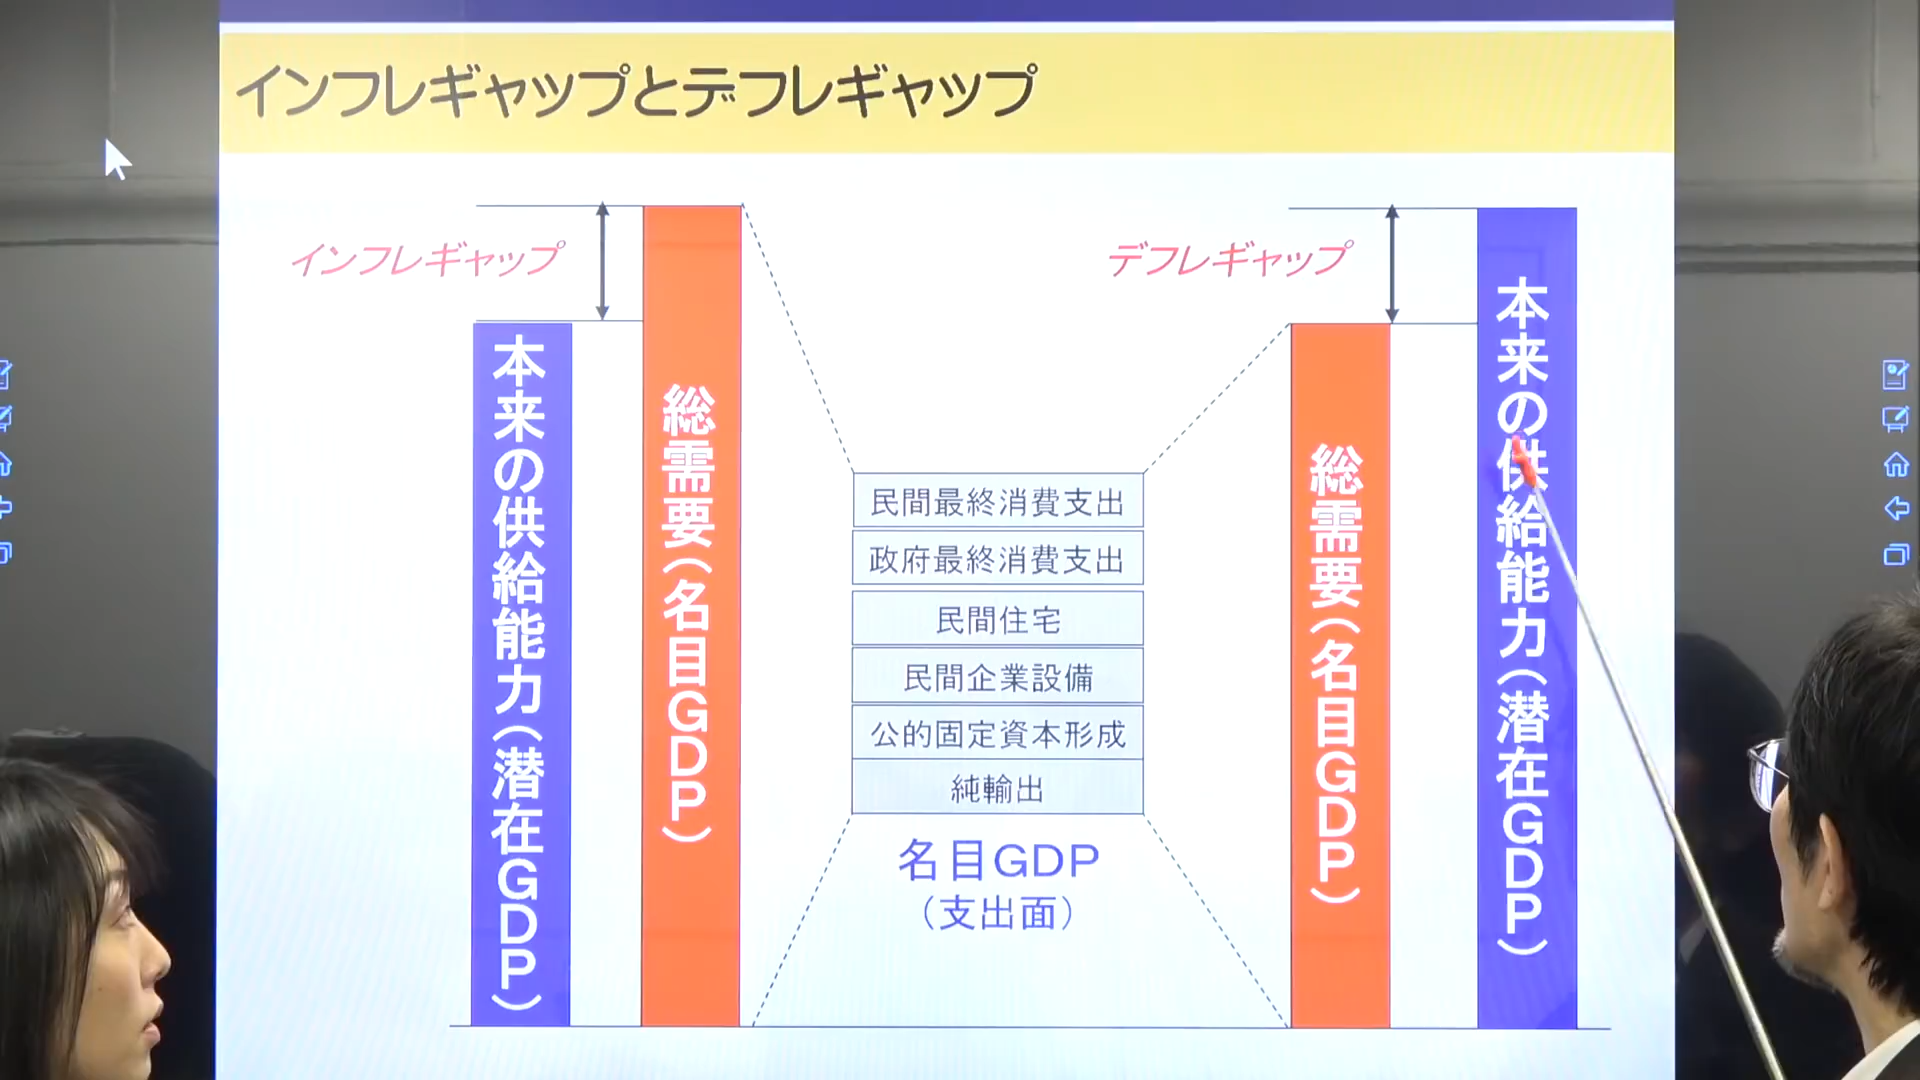 インフレギャップとデフレギャップ
インフレギャップ
本来の供給能力(潜在GDP)
総需要(名目GDP)
民間最終消費支出
政府最終消費支出
民間住宅
民間企業設備
公的固定資本形成
純輸出
名目GDP
(支出面)
デフレギャップ
総需要(名目GDP)
本来の供給能力(潜在GDP)